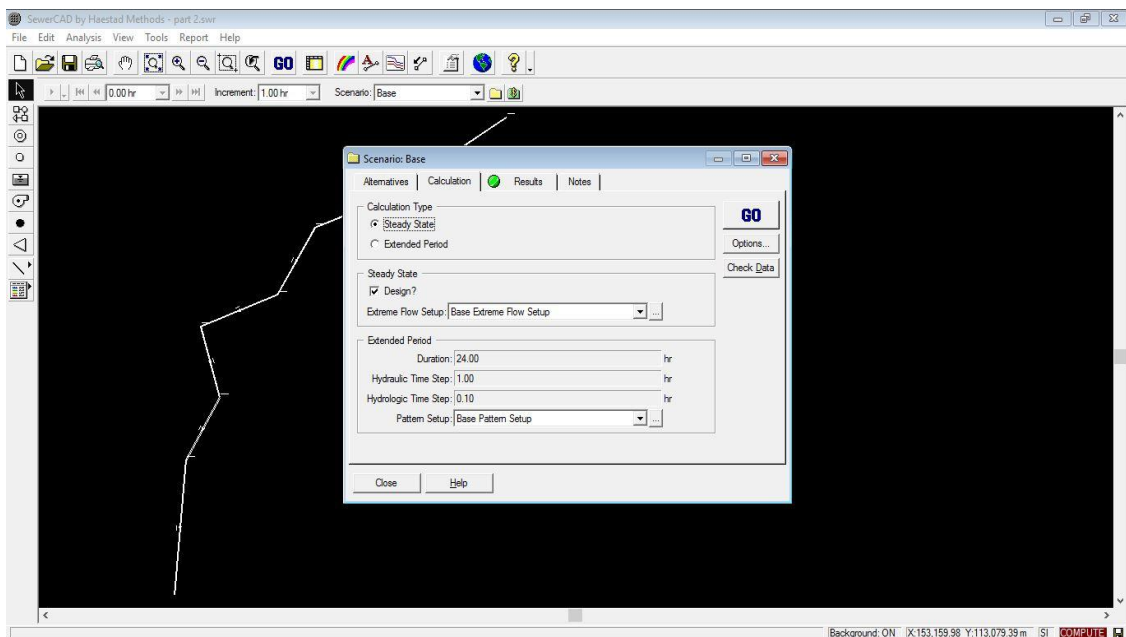 SewerCAD by Haestad Methods - part 2.swr
File Edit Analysis View Tools Report Help
GO
0.00 hr Increment: 1.00 hr Scenario: Base
Scenario: Base
Alternatives Calculation Results Notes
Calculation Type
Steady State
Extended Period
GO
Options...
Check Data
Steady State
Design?
Extreme Flow Setup: Base Extreme Flow Setup ...
Extended Period
Duration: 24.00 hr
Hydraulic Time Step: 1.00 hr
Hydrologic Time Step: 0.10 hr
Pattern Setup: Base Pattern Setup ...
Close Help
Background: ON X:153,159.98 Y:113,079.39 m SI COMPUTE